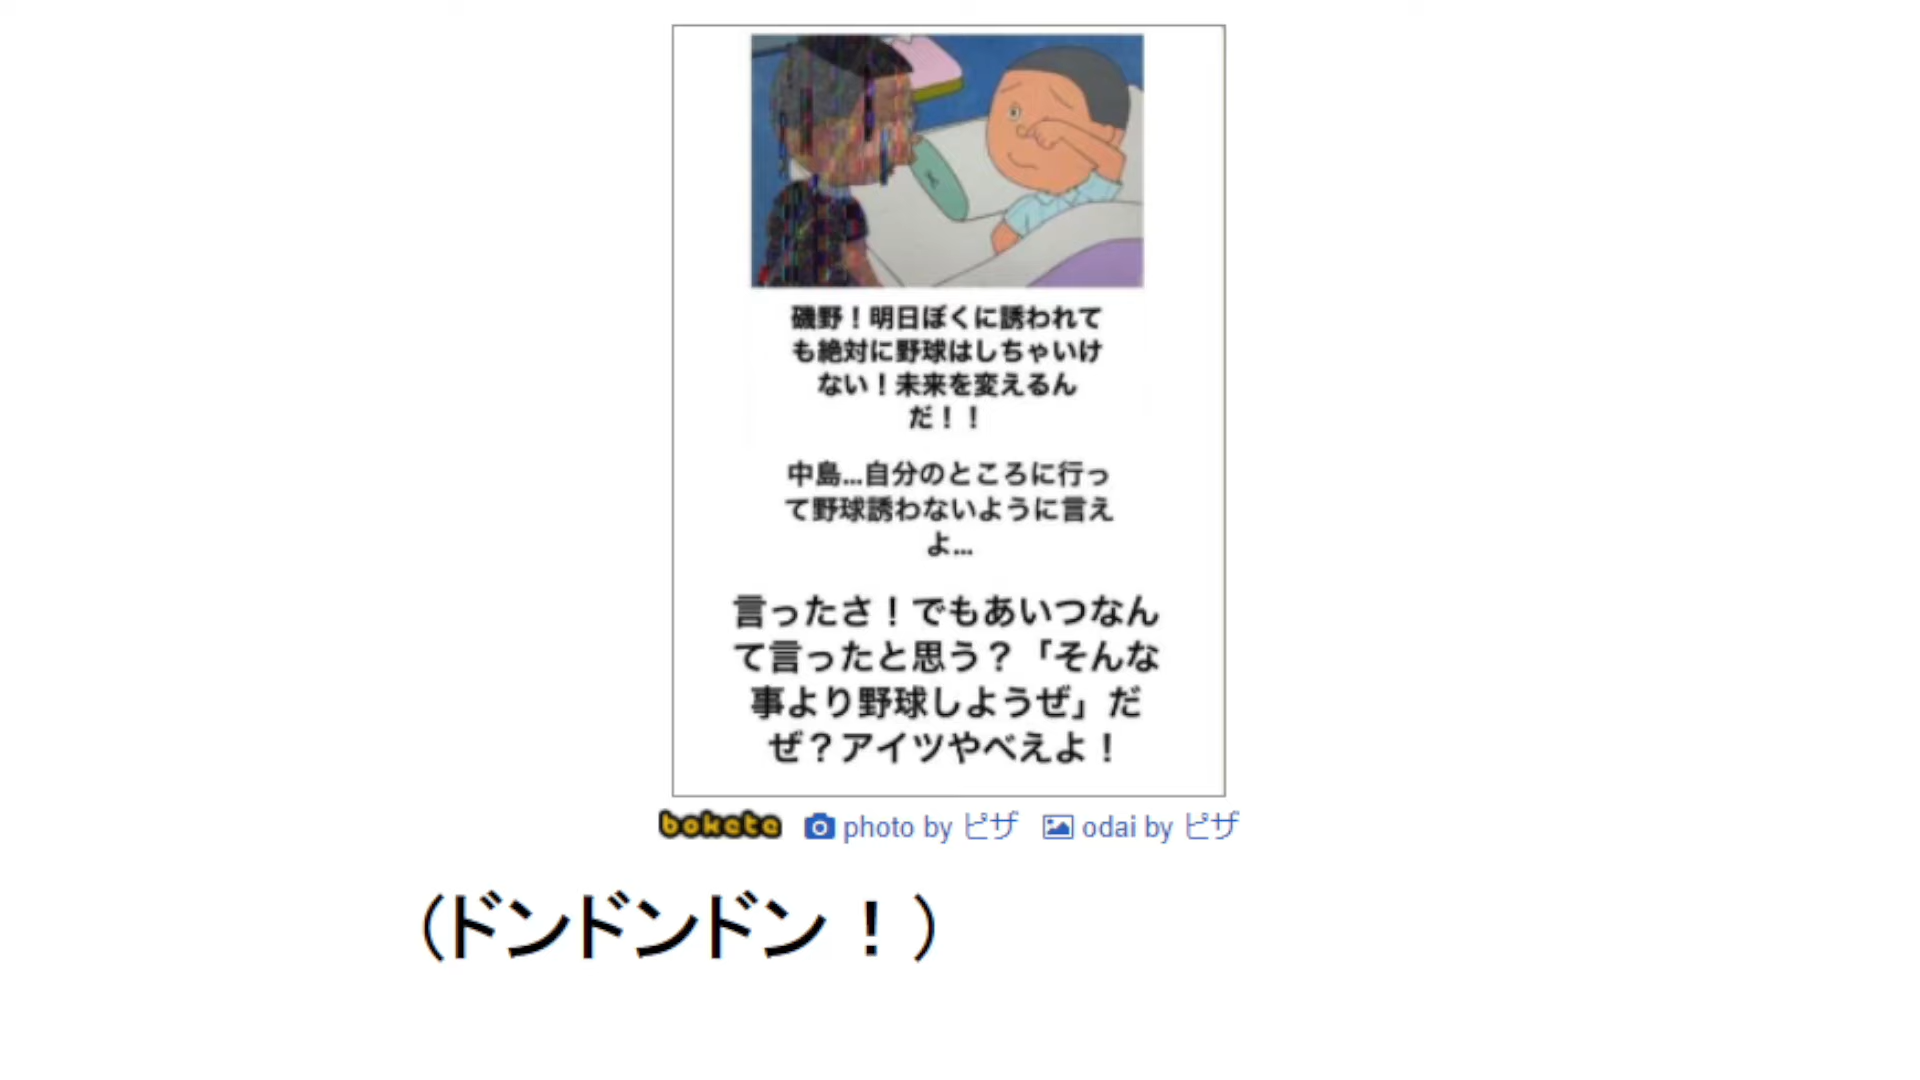 磯野！明日ぼくに誘われて
も絶対に野球はしちゃいけ
ない！未来を変えるん
だ！！
中島...自分のところに行っ
て野球誘わないように言え
よ...
言ったさ！でもあいつなん
て言ったと思う？「そんな
事より野球しようぜ」だ
ぜ？アイツやべえよ！
bokete photo by ピザ odai by ピザ
（ドンドンドン！）